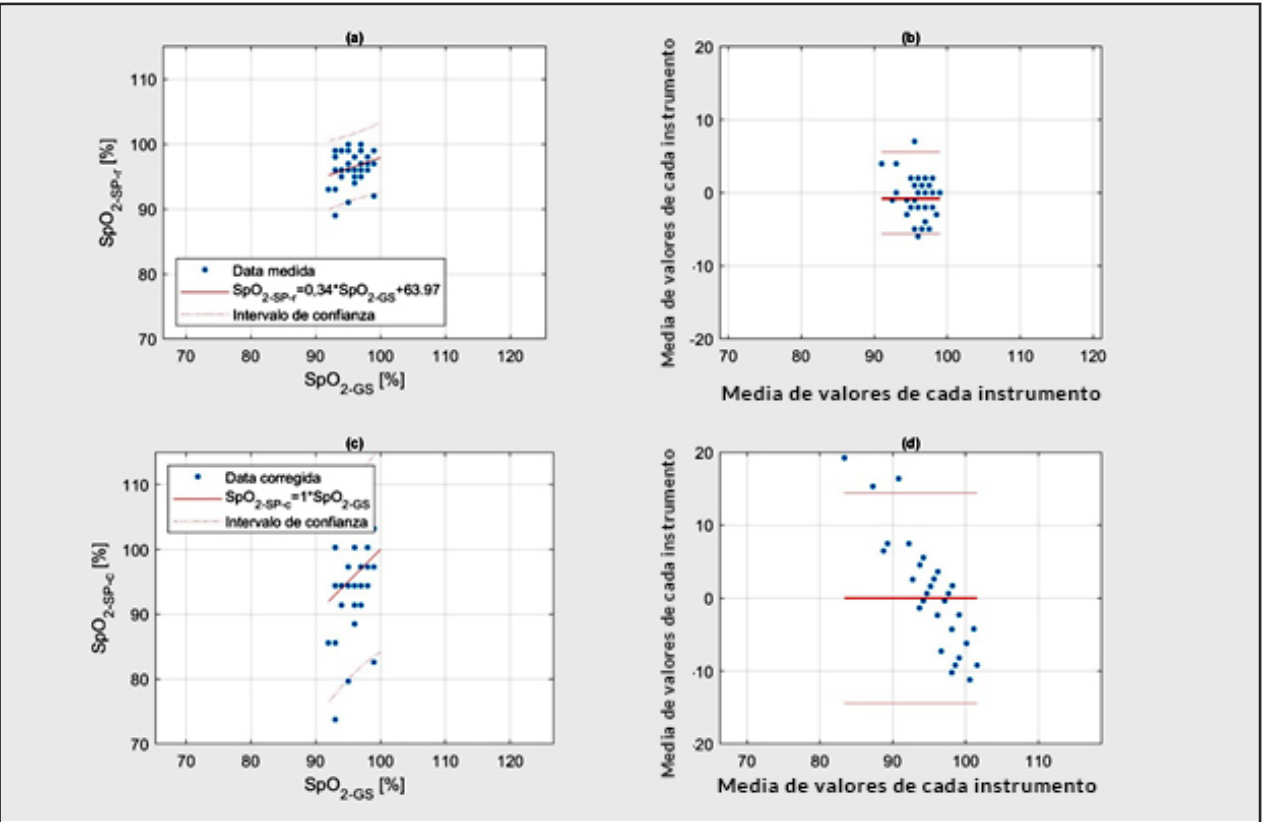 (a)
110
100
90
80
70
SpO2-SP-r [%]
Data medida
SpO2-SP-r=0,34*SpO2-GS+63.97
Intervalo de confianza
70 80 90 100 110 120
SpO2-GS [%]
(b)
20
10
0
-10
-20
Media de valores de cada instrumento
70 80 90 100 110 120
Media de valores de cada instrumento
(c)
110
100
90
80
70
SpO2-SP-c [%]
Data corregida
SpO2-SP-c=1*SpO2-GS
Intervalo de confianza
70 80 90 100 110 120
SpO2-GS [%]
(d)
20
10
0
-10
-20
Media de valores de cada instrumento
70 80 90 100 110
Media de valores de cada instrumento